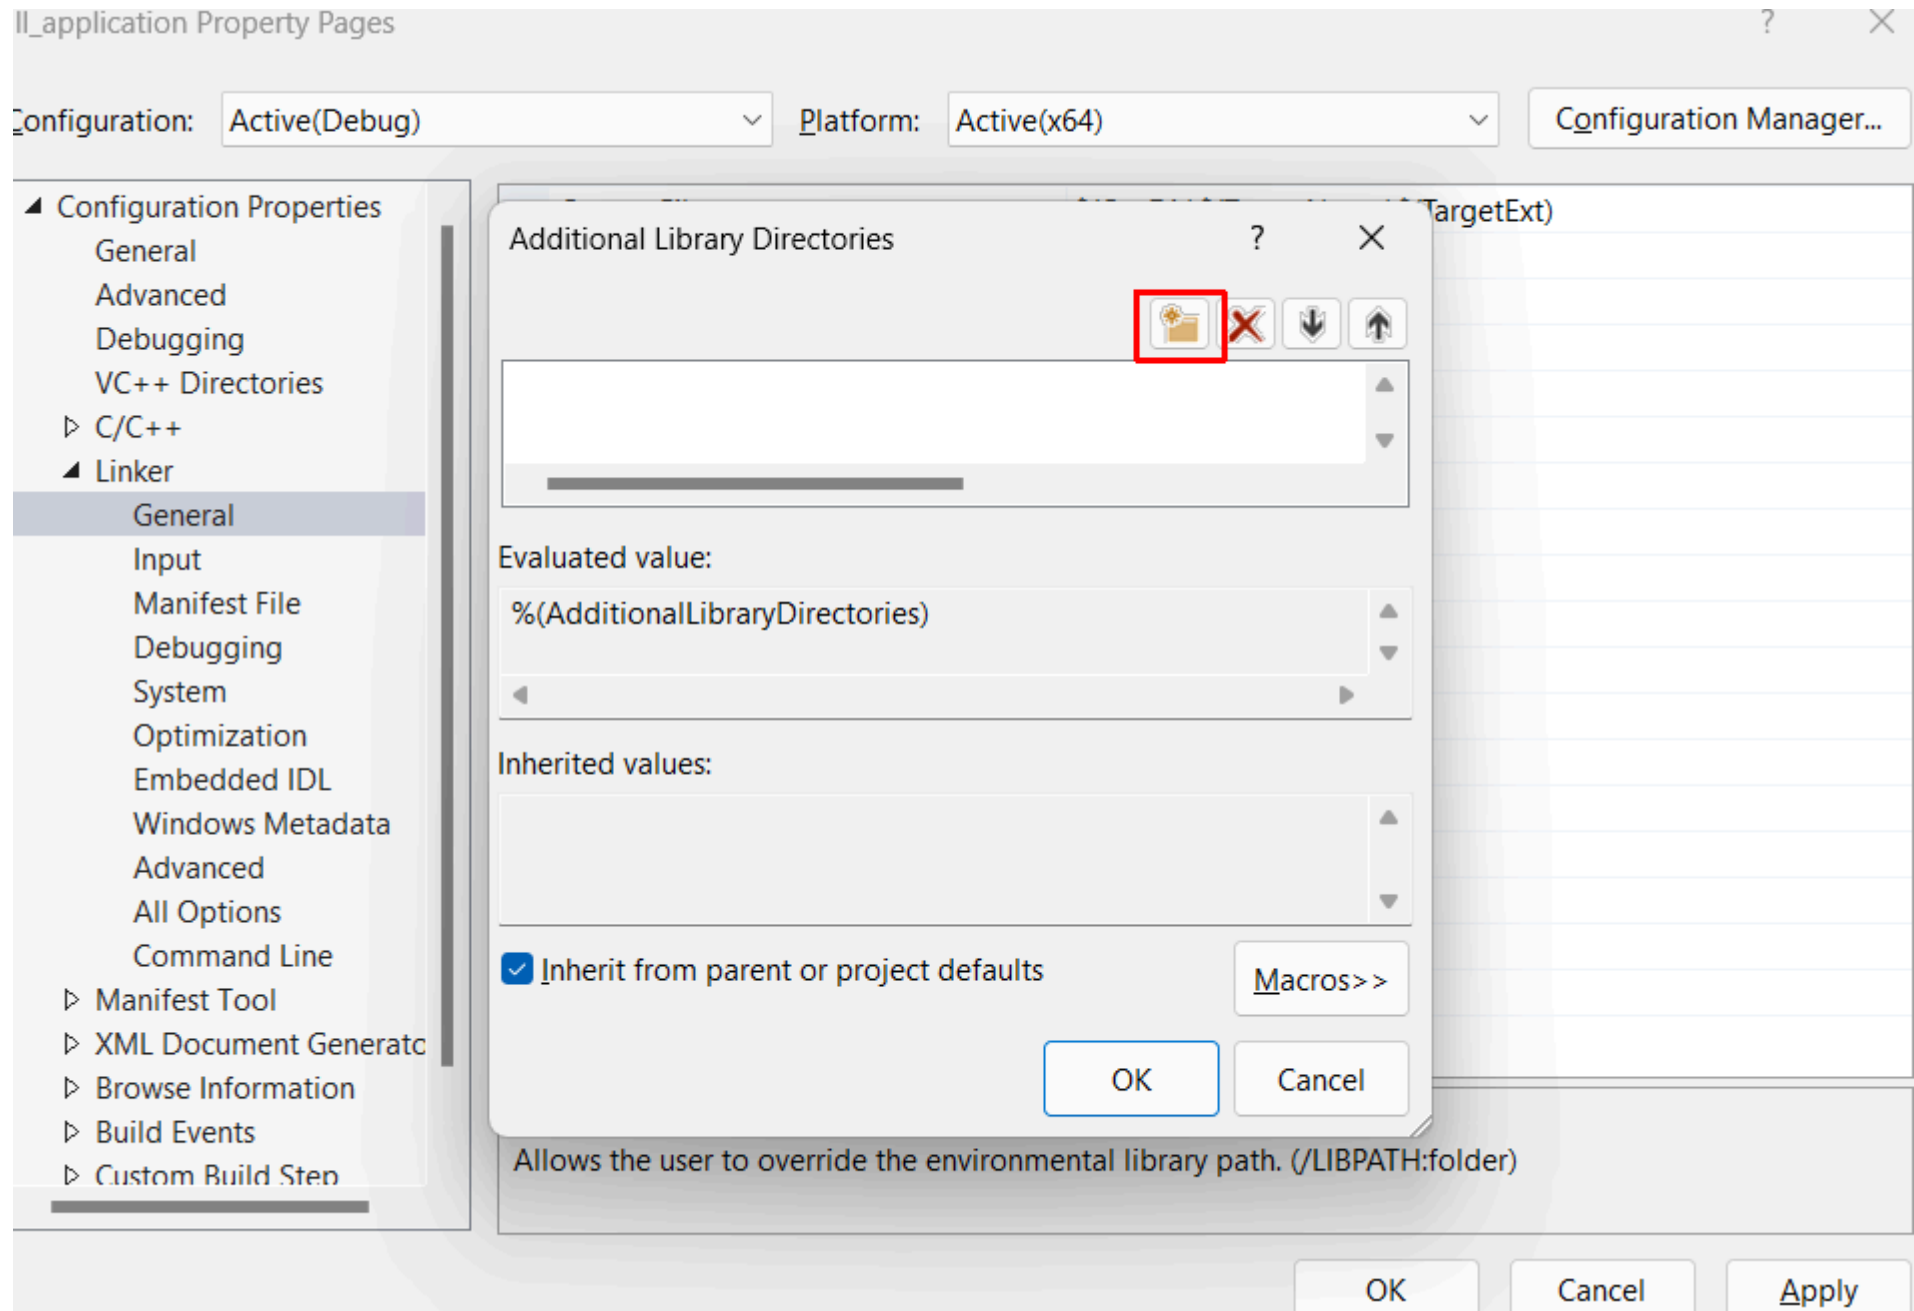 ll_application Property Pages
Configuration: Active(Debug) Platform: Active(x64) Configuration Manager...
Configuration Properties
General
Advanced
Debugging
VC++ Directories
C/C++
Linker
General
Input
Manifest File
Debugging
System
Optimization
Embedded IDL
Windows Metadata
Advanced
All Options
Command Line
Manifest Tool
XML Document Generato
Browse Information
Build Events
Custom Build Step
TargetExt)
Additional Library Directories
Evaluated value:
%(AdditionalLibraryDirectories)
Inherited values:
Inherit from parent or project defaults
Macros>>
OK Cancel
Allows the user to override the environmental library path. (/LIBPATH:folder)
OK Cancel Apply